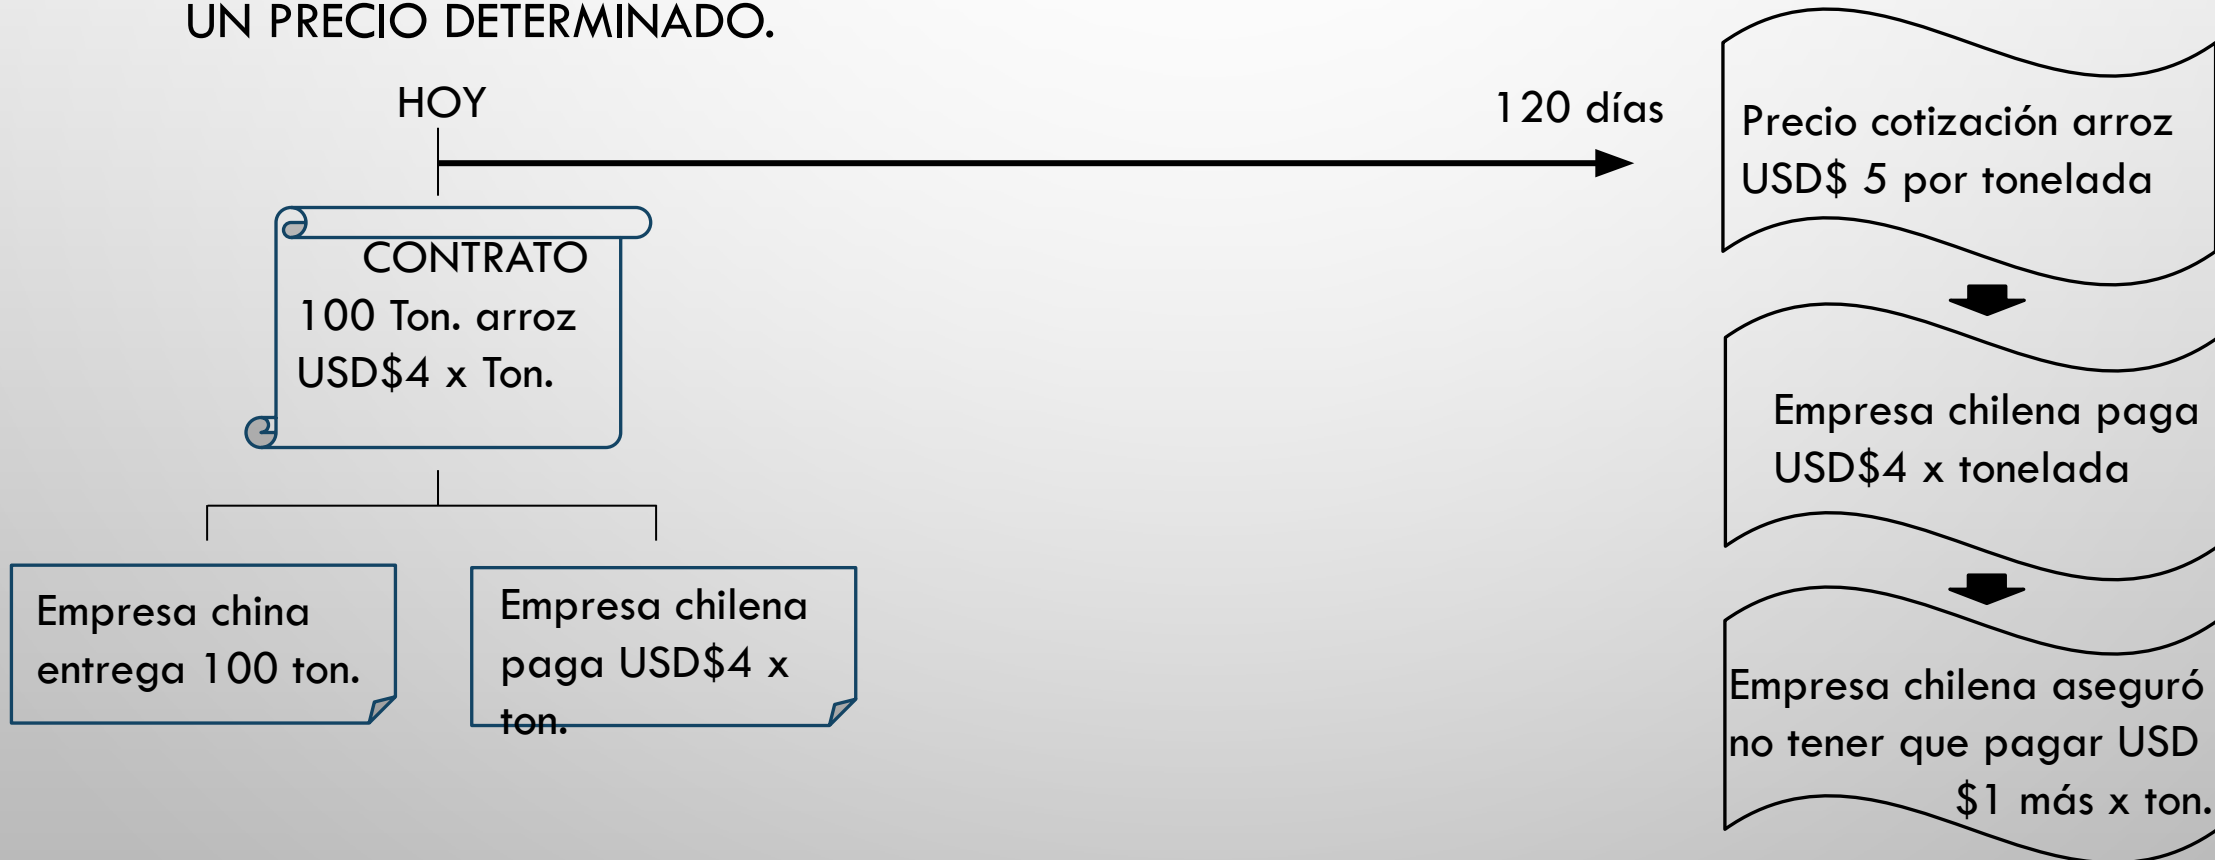 UN PRECIO DETERMINADO.
HOY
120 días
CONTRATO
100 Ton. arroz
USD$4 x Ton.
Empresa china
entrega 100 ton.
Empresa chilena
paga USD$4 x
ton.
Precio cotización arroz
USD$ 5 por tonelada
Empresa chilena paga
USD$4 x tonelada
Empresa chilena aseguró
no tener que pagar USD
$1 más x ton.